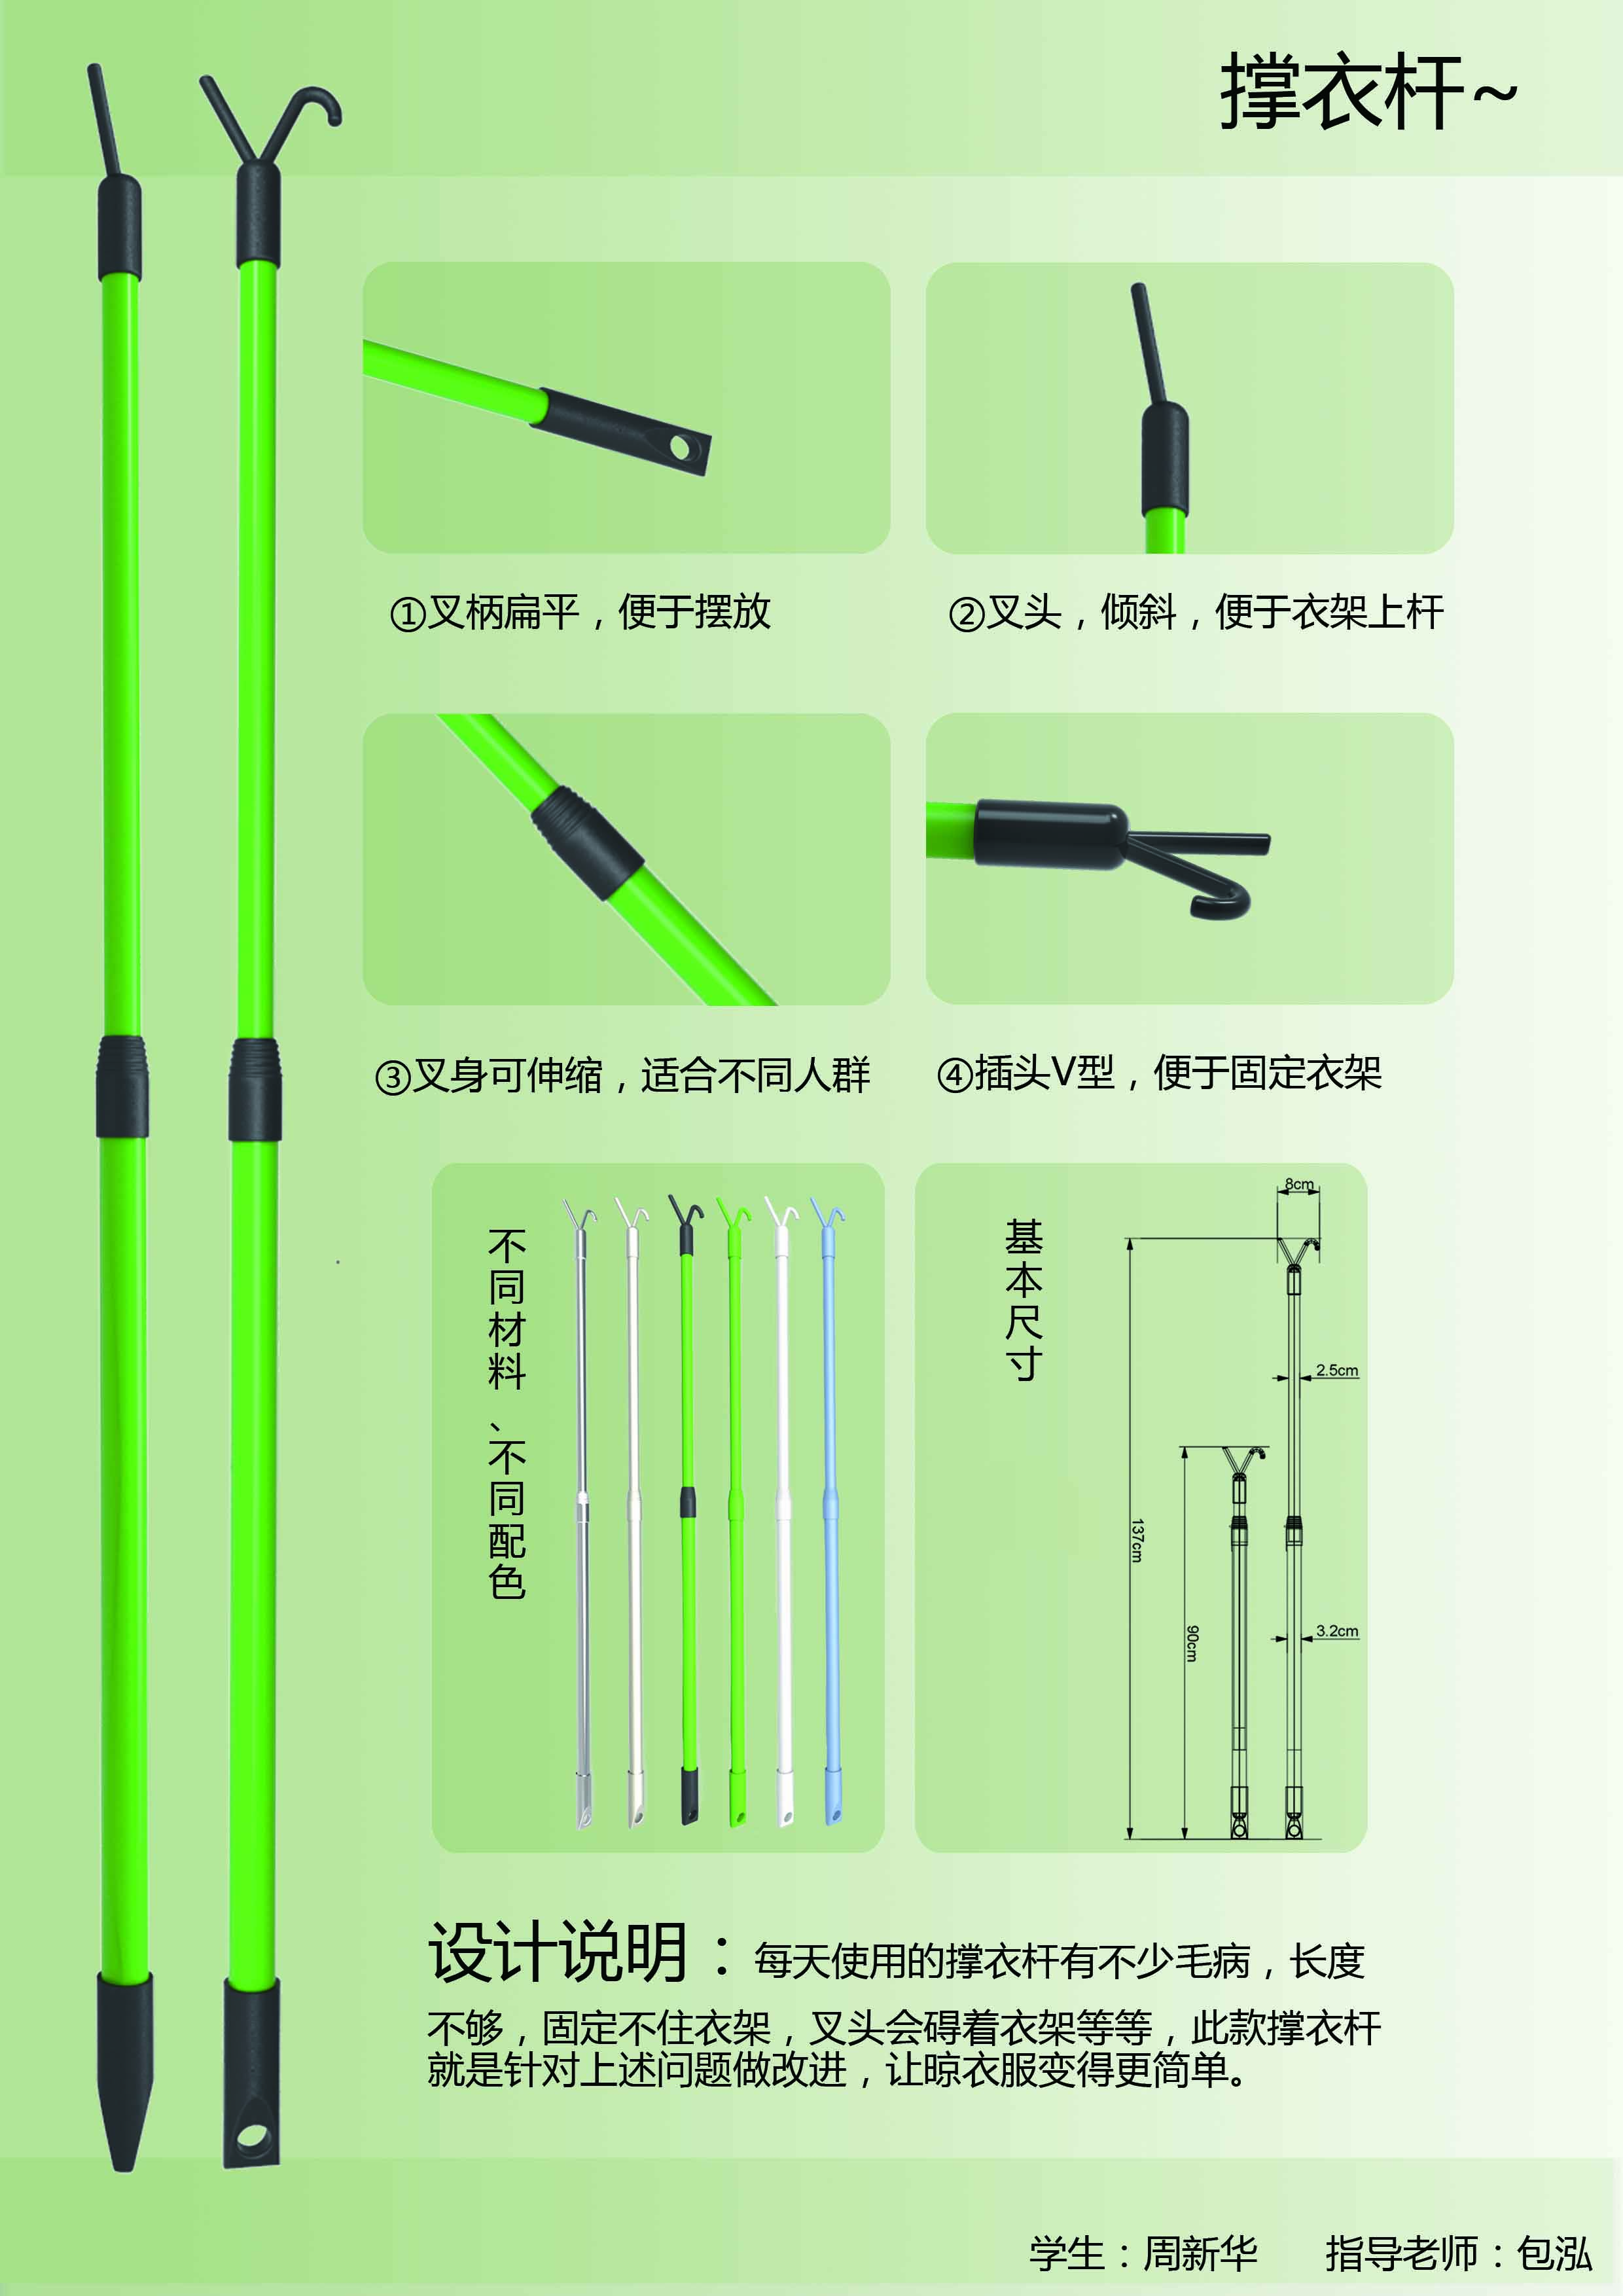 撑衣杆~
①叉柄扁平，便于摆放
②叉头，倾斜，便于衣架上杆
③叉身可伸缩，适合不同人群
④插头V型，便于固定衣架
不同材料、不同配色
基本尺寸
8cm
2.5cm
137cm
90cm
3.2cm
设计说明：每天使用的撑衣杆有不少毛病，长度
不够，固定不住衣架，叉头会碍着衣架等等，此款撑衣杆
就是针对上述问题做改进，让晾衣服变得更简单。
学生：周新华 指导老师：包泓